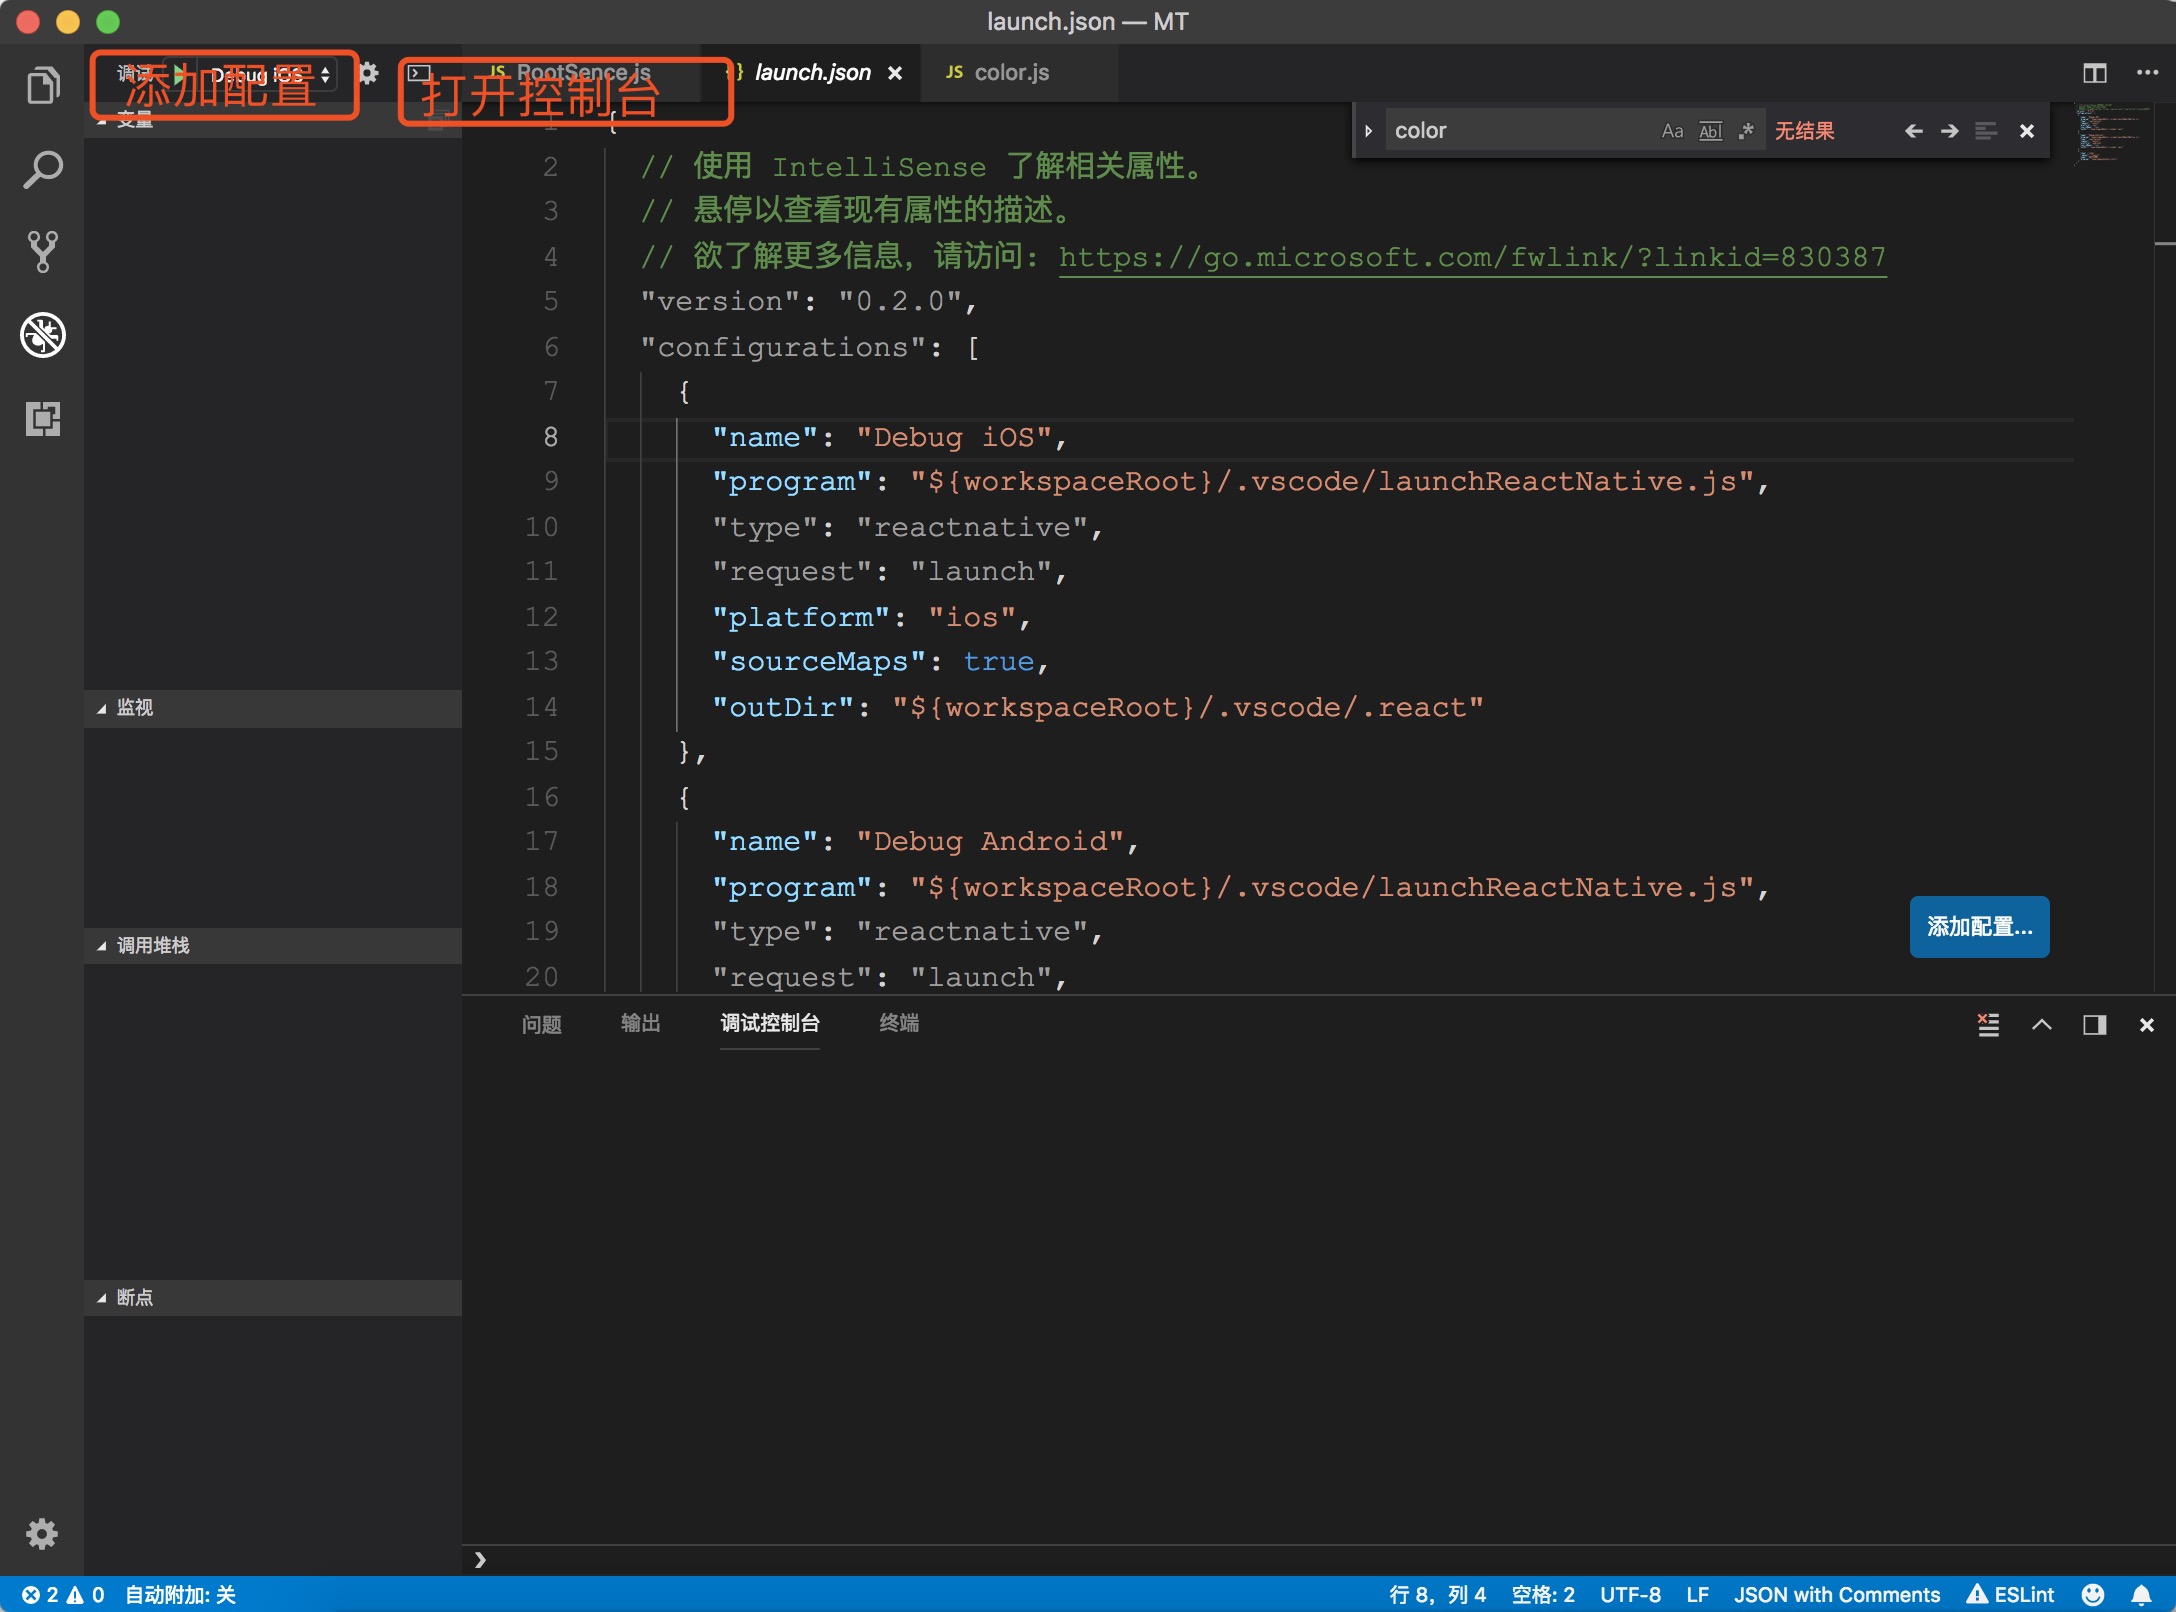 launch.json — MT
调试 Debug iOS
添加配置
打开控制台
JS RootSence.js
{} launch.json
JS color.js
变量
color Aa Abl .* 无结果
1 {
2 // 使用 IntelliSense 了解相关属性。
3 // 悬停以查看现有属性的描述。
4 // 欲了解更多信息，请访问: https://go.microsoft.com/fwlink/?linkid=830387
5 "version": "0.2.0",
6 "configurations": [
7 {
8 "name": "Debug iOS",
9 "program": "${workspaceRoot}/.vscode/launchReactNative.js",
10 "type": "reactnative",
11 "request": "launch",
12 "platform": "ios",
13 "sourceMaps": true,
14 "outDir": "${workspaceRoot}/.vscode/.react"
15 },
16 {
17 "name": "Debug Android",
18 "program": "${workspaceRoot}/.vscode/launchReactNative.js",
19 "type": "reactnative",
20 "request": "launch",
添加配置...
监视
调用堆栈
断点
问题 输出 调试控制台 终端
2 0 自动附加: 关
行 8，列 4 空格: 2 UTF-8 LF JSON with Comments ESLint